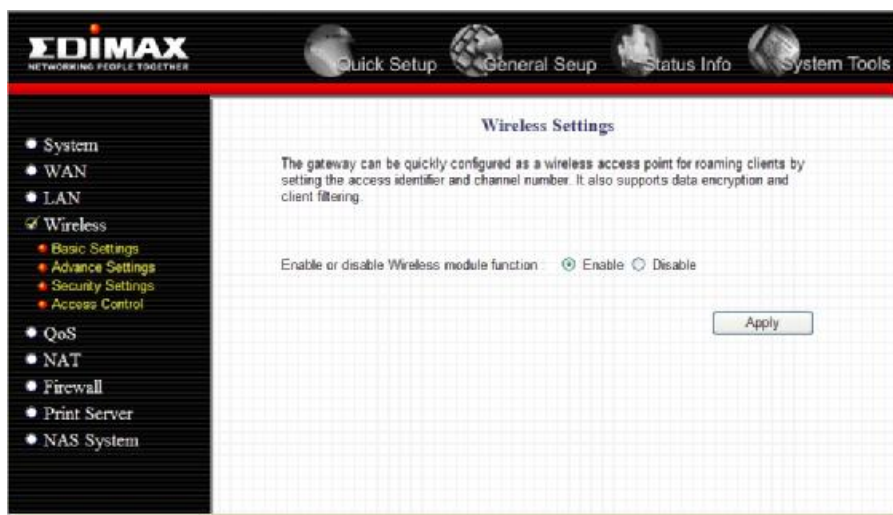 EDIMAX
NETWORKING PEOPLE TOGETHER
Quick Setup
General Seup
Status Info
System Tools
System
WAN
LAN
Wireless
Basic Settings
Advance Settings
Security Settings
Access Control
QoS
NAT
Firewall
Print Server
NAS System
Wireless Settings
The gateway can be quickly configured as a wireless access point for roaming clients by
setting the access identifier and channel number. It also supports data encryption and
client filtering.
Enable or disable Wireless module function : Enable Disable
Apply